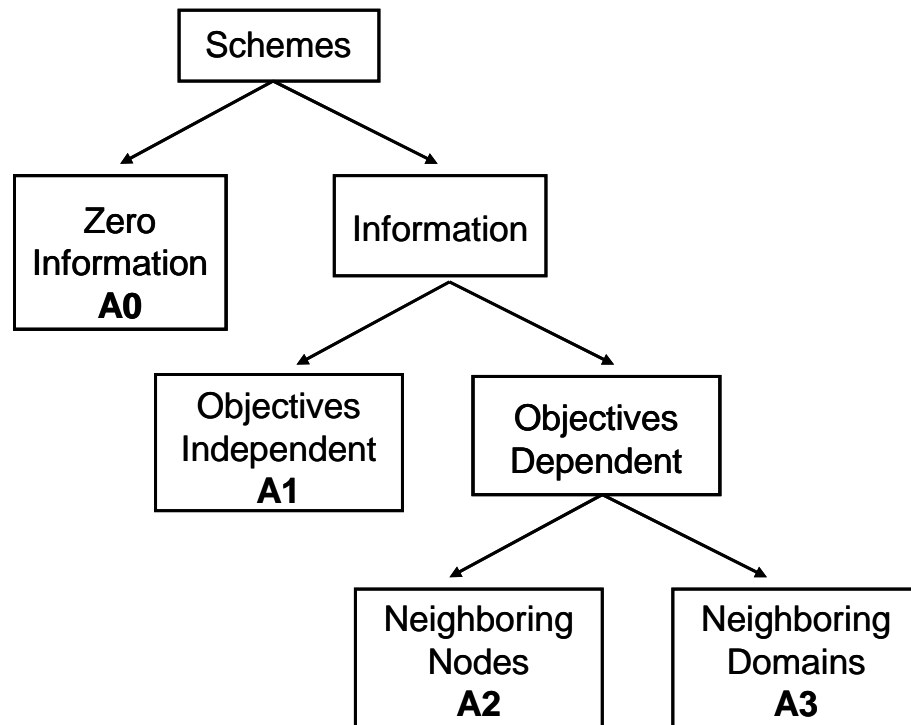 Schemes
Zero
Information
A0
Information
Objectives
Independent
A1
Objectives
Dependent
Neighboring
Nodes
A2
Neighboring
Domains
A3